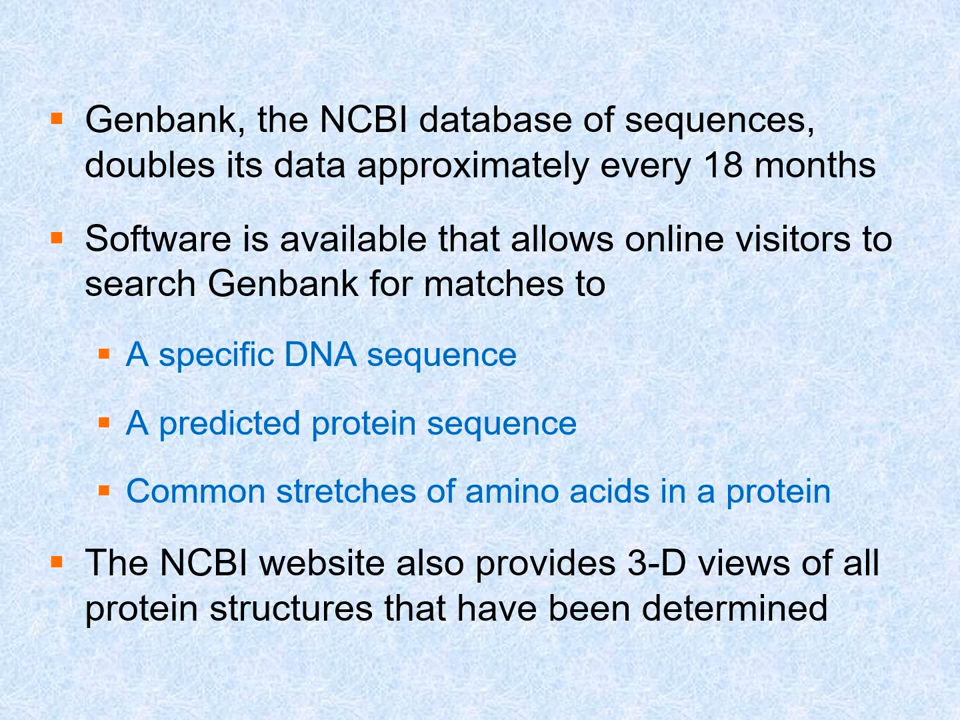 Genbank, the NCBI database of sequences,
doubles its data approximately every 18 months
Software is available that allows online visitors to
search Genbank for matches to
A specific DNA sequence
A predicted protein sequence
Common stretches of amino acids in a protein
The NCBI website also provides 3-D views of all
protein structures that have been determined